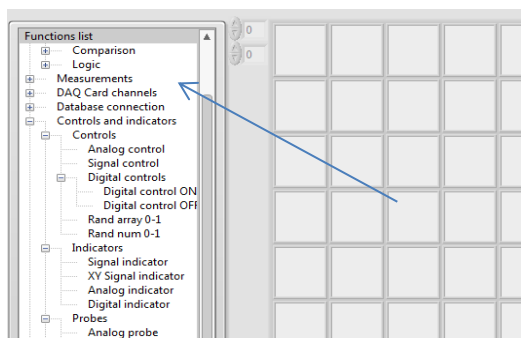 Functions list
Comparison
Logic
Measurements
DAQ Card channels
Database connection
Controls and indicators
Controls
Analog control
Signal control
Digital controls
Digital control ON
Digital control OFF
Rand array 0-1
Rand num 0-1
Indicators
Signal indicator
XY Signal indicator
Analog indicator
Digital indicator
Probes
Analog probe
0
0